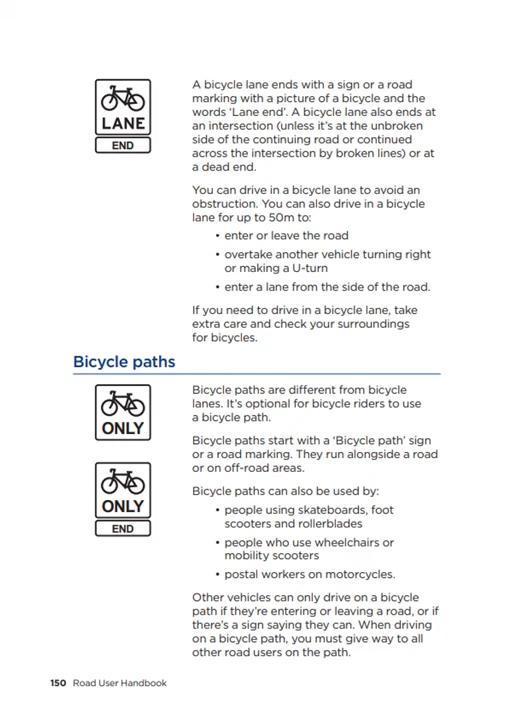 LANE
END
A bicycle lane ends with a sign or a road
marking with a picture of a bicycle and the
words ‘Lane end’. A bicycle lane also ends at
an intersection (unless it’s at the unbroken
side of the continuing road or continued
across the intersection by broken lines) or at
a dead end.
You can drive in a bicycle lane to avoid an
obstruction. You can also drive in a bicycle
lane for up to 50m to:
• enter or leave the road
• overtake another vehicle turning right
or making a U-turn
• enter a lane from the side of the road.
If you need to drive in a bicycle lane, take
extra care and check your surroundings
for bicycles.
Bicycle paths
ONLY
ONLY
END
Bicycle paths are different from bicycle
lanes. It’s optional for bicycle riders to use
a bicycle path.
Bicycle paths start with a ‘Bicycle path’ sign
or a road marking. They run alongside a road
or on off-road areas.
Bicycle paths can also be used by:
• people using skateboards, foot
scooters and rollerblades
• people who use wheelchairs or
mobility scooters
• postal workers on motorcycles.
Other vehicles can only drive on a bicycle
path if they’re entering or leaving a road, or if
there’s a sign saying they can. When driving
on a bicycle path, you must give way to all
other road users on the path.
150 Road User Handbook